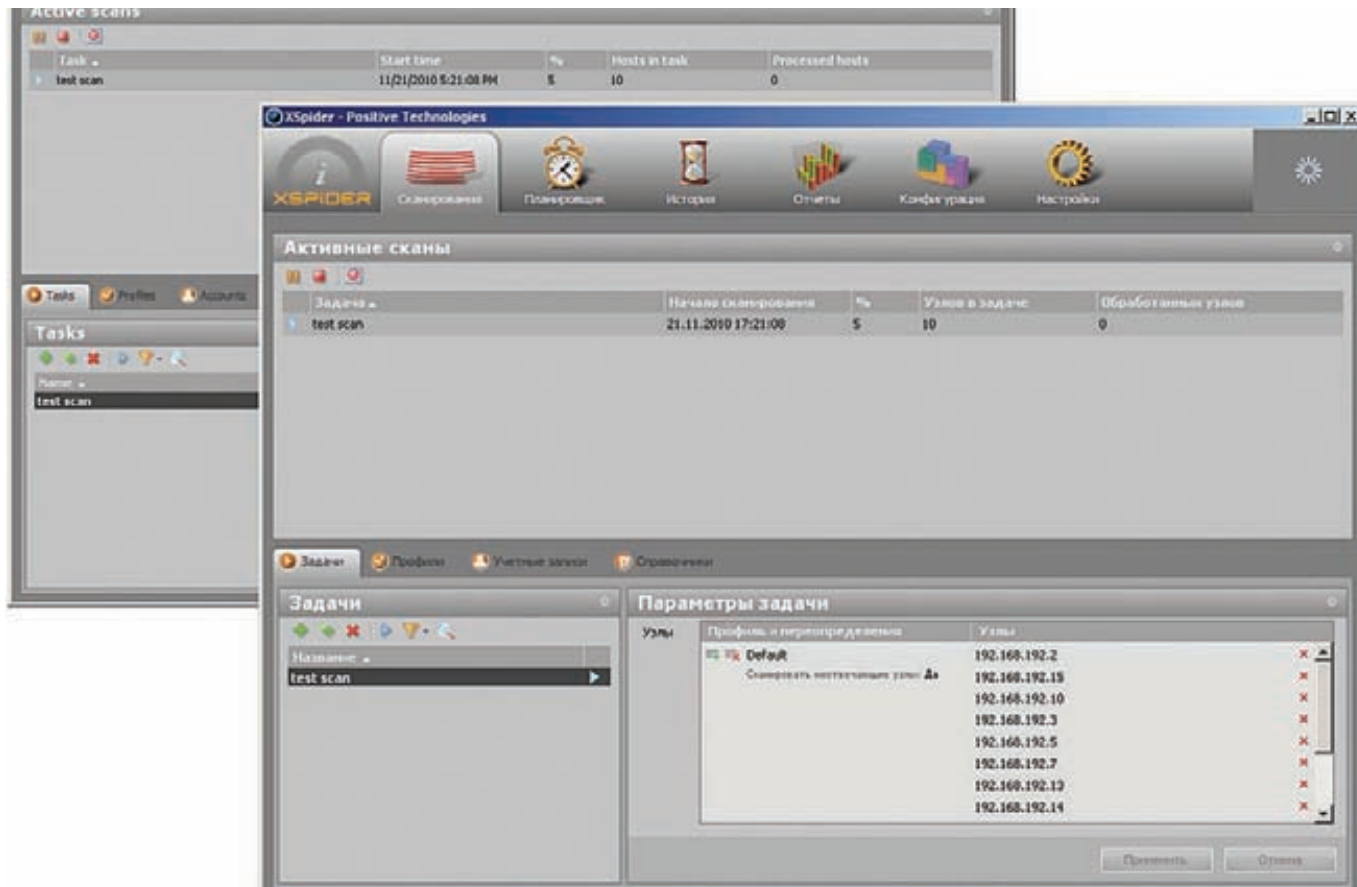 Active scans
Task Start time % Hosts in task Processed hosts
test scan 11/21/2010 5:21:08 PM 5 10 0
Tasks Profiles Accounts
Tasks
Name
test scan
XSpider - Positive Technologies
XSPIDER Сканирования Планировщик История Отчеты Конфигурация Настройки
Активные сканы
Задача Начало сканирования % Узлов в задаче Обработанных узлов
test scan 21.11.2010 17:21:08 5 10 0
Задачи Профили Учетные записи Справочники
Задачи
Название
test scan
Параметры задачи
Узлы Профиль и переопределения Узлы
Default 192.168.192.2
Сканировать неотвечающие узлы: Да 192.168.192.15
192.168.192.10
192.168.192.3
192.168.192.5
192.168.192.7
192.168.192.13
192.168.192.14
Применить Отмена